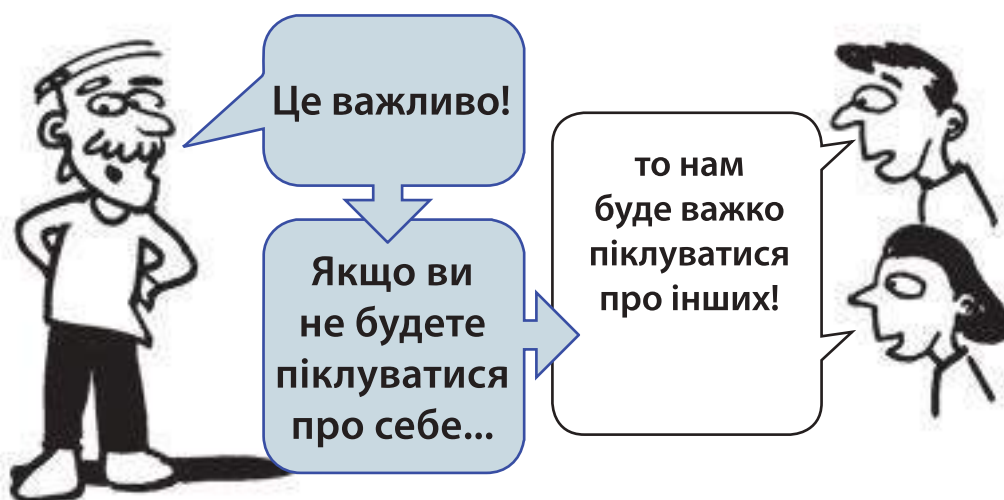 Це важливо!
Якщо ви
не будете
піклуватися
про себе...
то нам
буде важко
піклуватися
про інших!